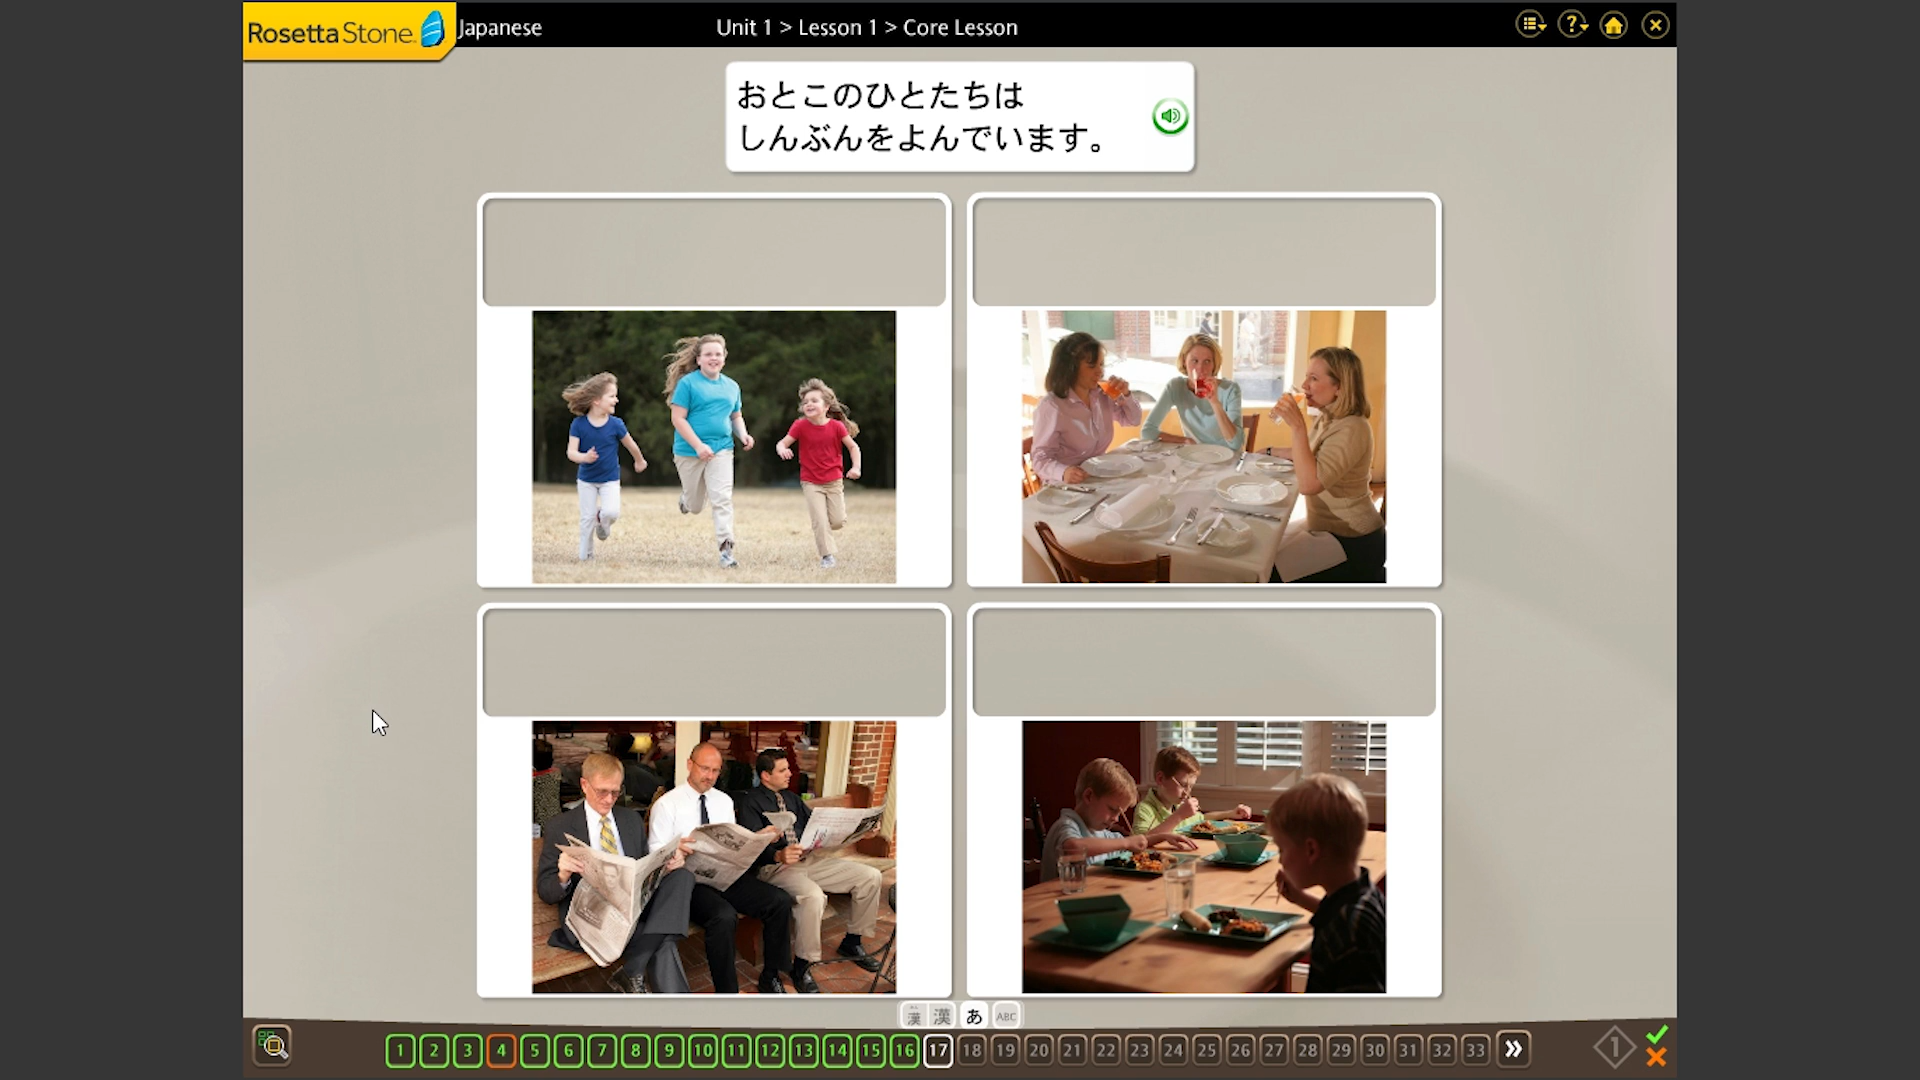 RosettaStone
Japanese
Unit 1 > Lesson 1 > Core Lesson
おとこのひとたちは
しんぶんをよんでいます。
漢 漢 あ ABC
1 2 3 4 5 6 7 8 9 10 11 12 13 14 15 16 17 18 19 20 21 22 23 24 25 26 27 28 29 30 31 32 33
1